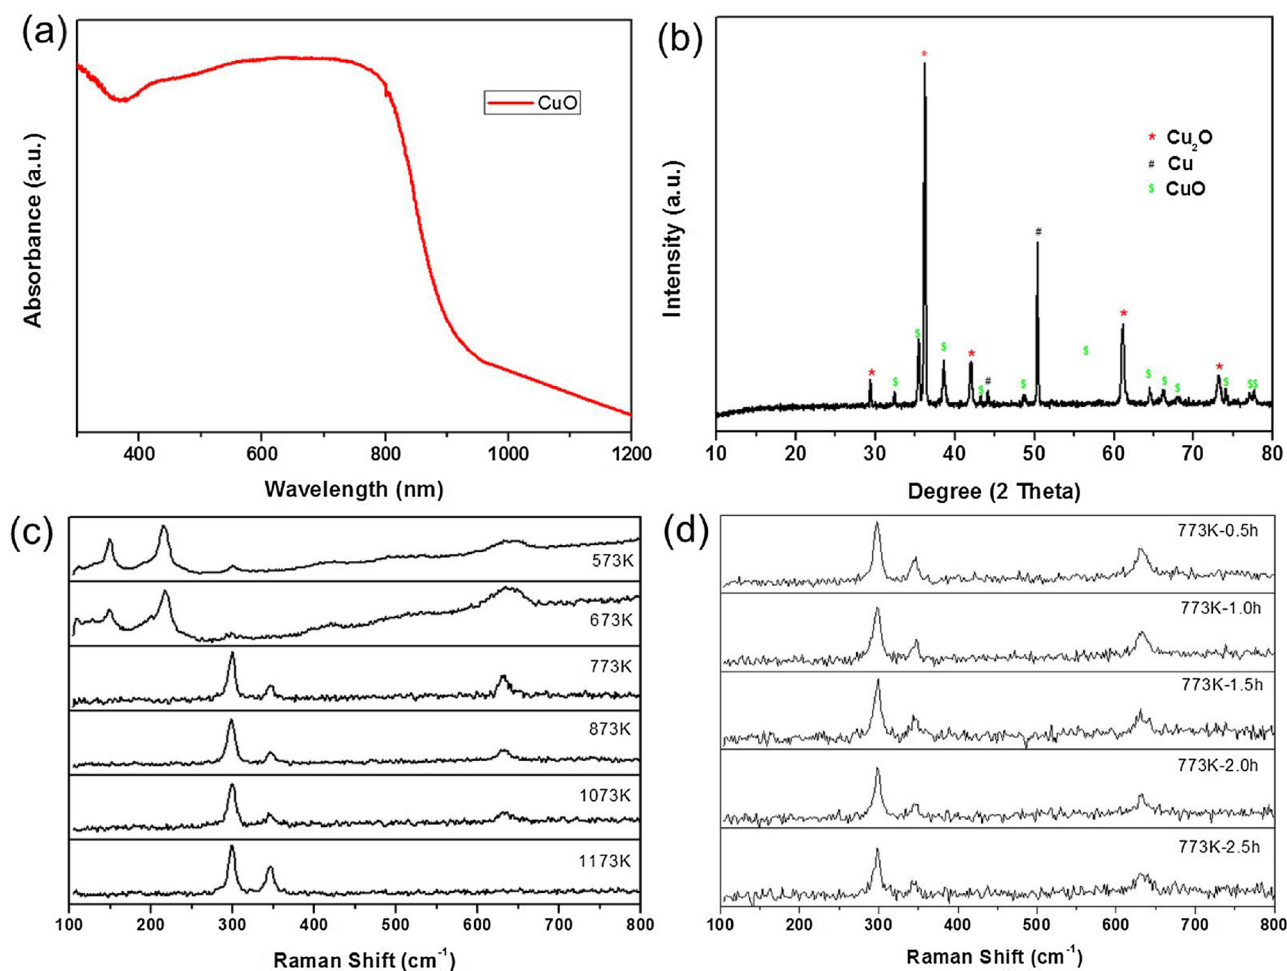 (a)
CuO
Absorbance (a.u.)
400 600 800 1000 1200
Wavelength (nm)
(b)
* Cu₂O
# Cu
$ CuO
Intensity (a.u.)
*
#
$
*
$
*
$
*
$
$
#
$
$
$
$
*
$
$$
10 20 30 40 50 60 70 80
Degree (2 Theta)
(c)
573K
673K
773K
873K
1073K
1173K
100 200 300 400 500 600 700 800
Raman Shift (cm⁻¹)
(d)
773K-0.5h
773K-1.0h
773K-1.5h
773K-2.0h
773K-2.5h
100 200 300 400 500 600 700 800
Raman Shift (cm⁻¹)